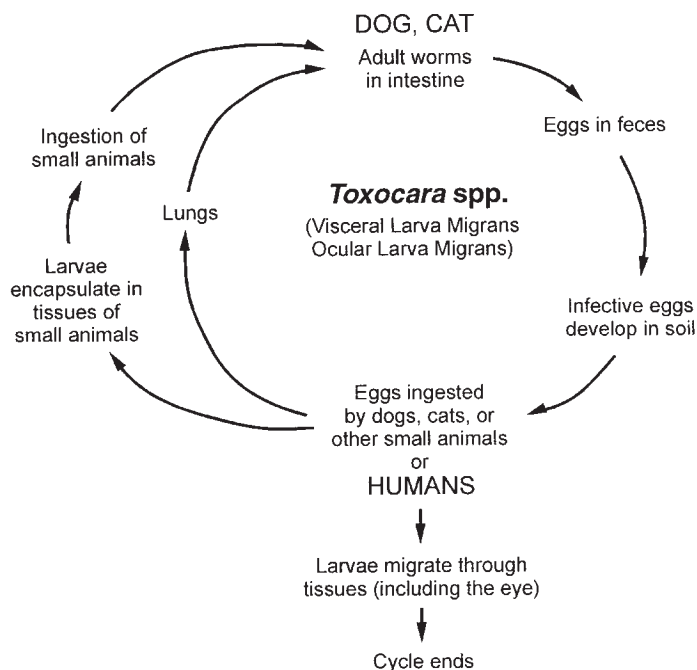 DOG, CAT
Adult worms
in intestine
Eggs in feces
Infective eggs
develop in soil
Eggs ingested
by dogs, cats, or
other small animals
or
HUMANS
Larvae migrate through
tissues (including the eye)
Cycle ends
Lungs
Larvae
encapsulate in
tissues of
small animals
Ingestion of
small animals
Toxocara spp.
(Visceral Larva Migrans
Ocular Larva Migrans)